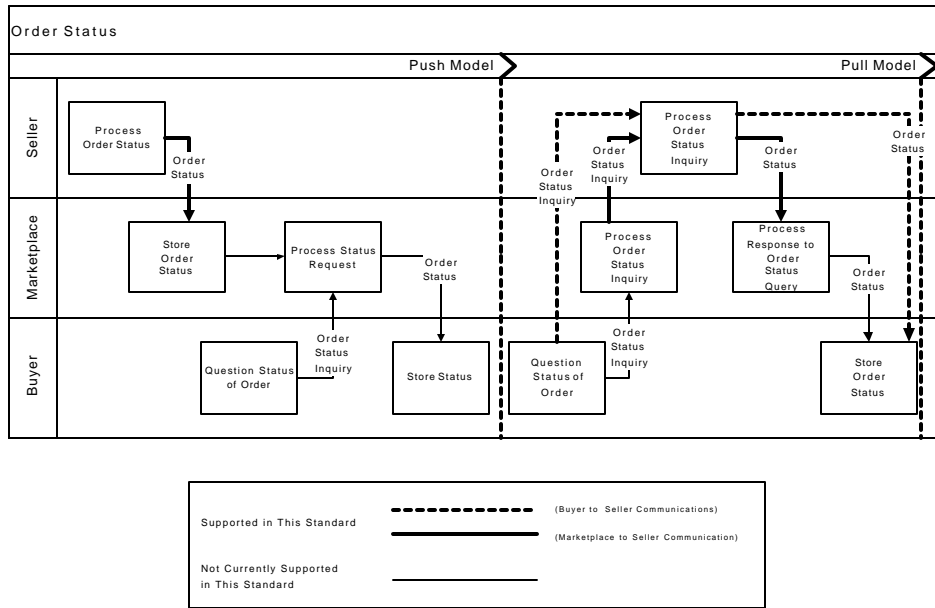 Order Status
Push Model
Pull Model
Seller
Process
Order Status
Order
Status
Process
Order
Status
Inquiry
Order
Status
Order
Status
Order
Status
Inquiry
Order
Status
Inquiry
Marketplace
Store
Order
Status
Process Status
Request
Order
Status
Process
Order
Status
Inquiry
Process
Response to
Order
Status
Query
Order
Status
Buyer
Question Status
of Order
Order
Status
Inquiry
Store Status
Question
Status of
Order
Order
Status
Inquiry
Store
Order
Status
Supported in This Standard
(Buyer to Seller Communications)
(Marketplace to Seller Communication)
Not Currently Supported
in This Standard